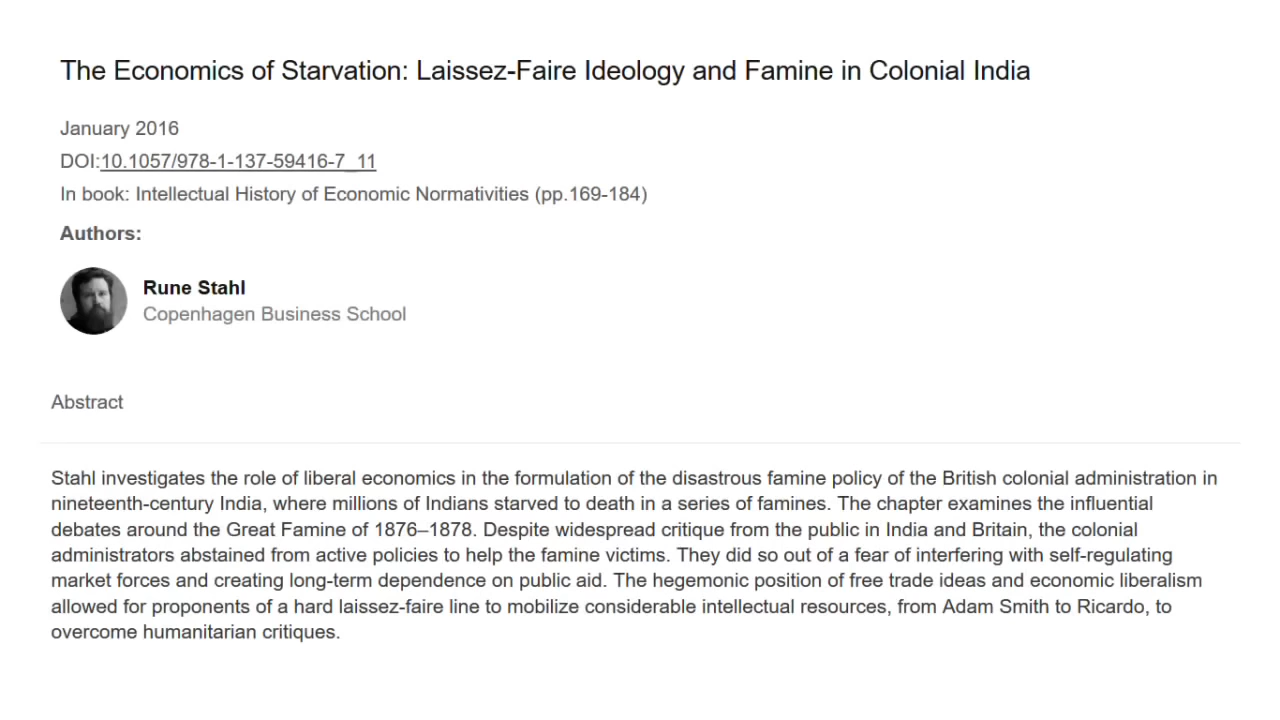 The Economics of Starvation: Laissez-Faire Ideology and Famine in Colonial India
January 2016
DOI:10.1057/978-1-137-59416-7_11
In book: Intellectual History of Economic Normativities (pp.169-184)
Authors:
Rune Stahl
Copenhagen Business School
Abstract
Stahl investigates the role of liberal economics in the formulation of the disastrous famine policy of the British colonial administration in
nineteenth-century India, where millions of Indians starved to death in a series of famines. The chapter examines the influential
debates around the Great Famine of 1876–1878. Despite widespread critique from the public in India and Britain, the colonial
administrators abstained from active policies to help the famine victims. They did so out of a fear of interfering with self-regulating
market forces and creating long-term dependence on public aid. The hegemonic position of free trade ideas and economic liberalism
allowed for proponents of a hard laissez-faire line to mobilize considerable intellectual resources, from Adam Smith to Ricardo, to
overcome humanitarian critiques.